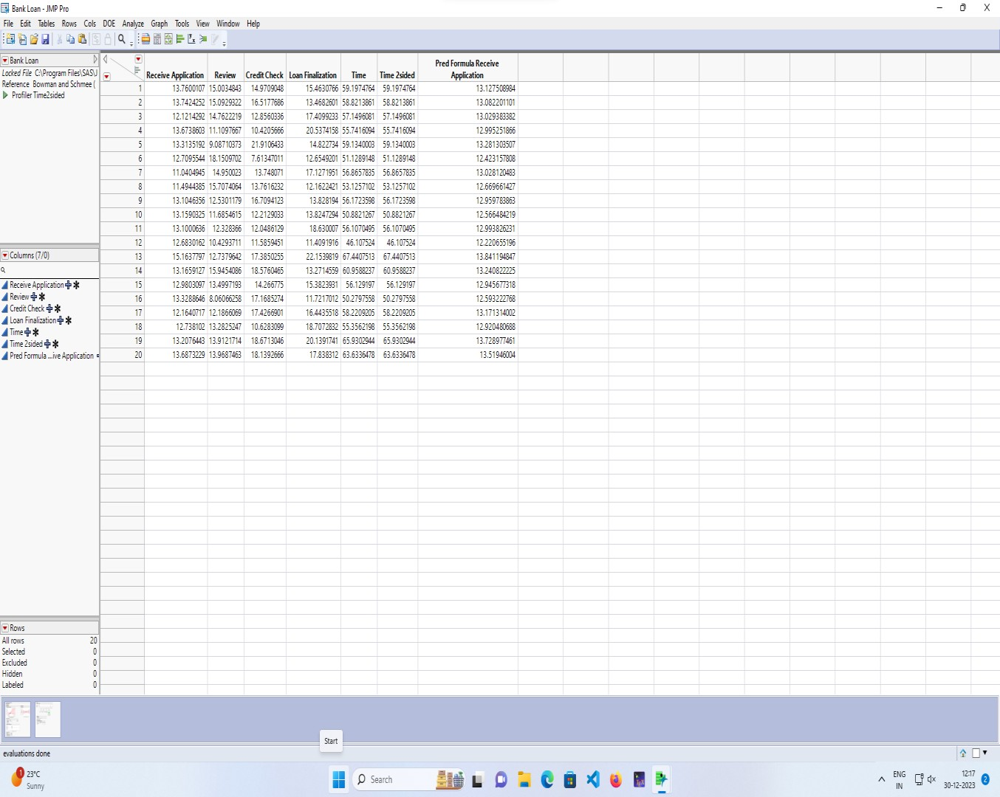 Bank Loan - JMP Pro
File Edit Tables Rows Cols DOE Analyze Graph Tools View Window Help
Bank Loan
Locked File C:\Program Files\SAS\J
Reference Bowman and Schmee (
Profiler Time2sided
Columns (7/0)
Receive Application
Review
Credit Check
Loan Finalization
Time
Time 2sided
Pred Formula ...ive Application
Rows
All rows 20
Selected 0
Excluded 0
Hidden 0
Labeled 0
Pred Formula Receive
Receive Application Review Credit Check Loan Finalization Time Time 2sided Application
1 13.7600107 15.0034843 14.9709048 15.4630766 59.1974764 59.1974764 13.127508984
2 13.7424252 15.0929322 16.5177686 13.4682601 58.8213861 58.8213861 13.082201101
3 12.1214292 14.7622219 12.8560336 17.4099233 57.1496081 57.1496081 13.029383382
4 13.6738603 11.1097667 10.4205666 20.5374158 55.7416094 55.7416094 12.995251866
5 13.3135192 9.08710373 21.9106433 14.822734 59.1340003 59.1340003 13.281303507
6 12.7095544 18.1509702 7.61347011 12.6549201 51.1289148 51.1289148 12.423157808
7 11.0404945 14.950023 13.748071 17.1271951 56.8657835 56.8657835 13.028120483
8 11.4944385 15.7074064 13.7616232 12.1622421 53.1257102 53.1257102 12.669661427
9 13.1046356 12.5301179 16.7094123 13.828194 56.1723598 56.1723598 12.959783863
10 13.1590325 11.6854615 12.2129033 13.8247294 50.8821267 50.8821267 12.566484219
11 13.1000636 12.328366 12.0486129 18.630007 56.1070495 56.1070495 12.993826231
12 12.6830162 10.4293711 11.5859451 11.4091916 46.107524 46.107524 12.220655196
13 15.1637797 12.7379642 17.3850255 22.1539819 67.4407513 67.4407513 13.841194847
14 13.1659127 15.9454086 18.5760465 13.2714559 60.9588237 60.9588237 13.240822225
15 12.9803097 13.4997193 14.266775 15.3823931 56.129197 56.129197 12.945677318
16 13.3288646 8.06066258 17.1685274 11.7217012 50.2797558 50.2797558 12.593222768
17 12.1640717 12.1866069 17.4266901 16.4435518 58.2209205 58.2209205 13.171314002
18 12.738102 13.2825247 10.6283099 18.7072832 55.3562198 55.3562198 12.920480688
19 13.2076443 13.9121714 18.6713046 20.1391741 65.9302944 65.9302944 13.728977461
20 13.6873229 13.9687463 18.1392666 17.838312 63.6336478 63.6336478 13.51946004
Start
evaluations done
1
23°C
Sunny
Search
ENG
IN
12:17
30-12-2023
2